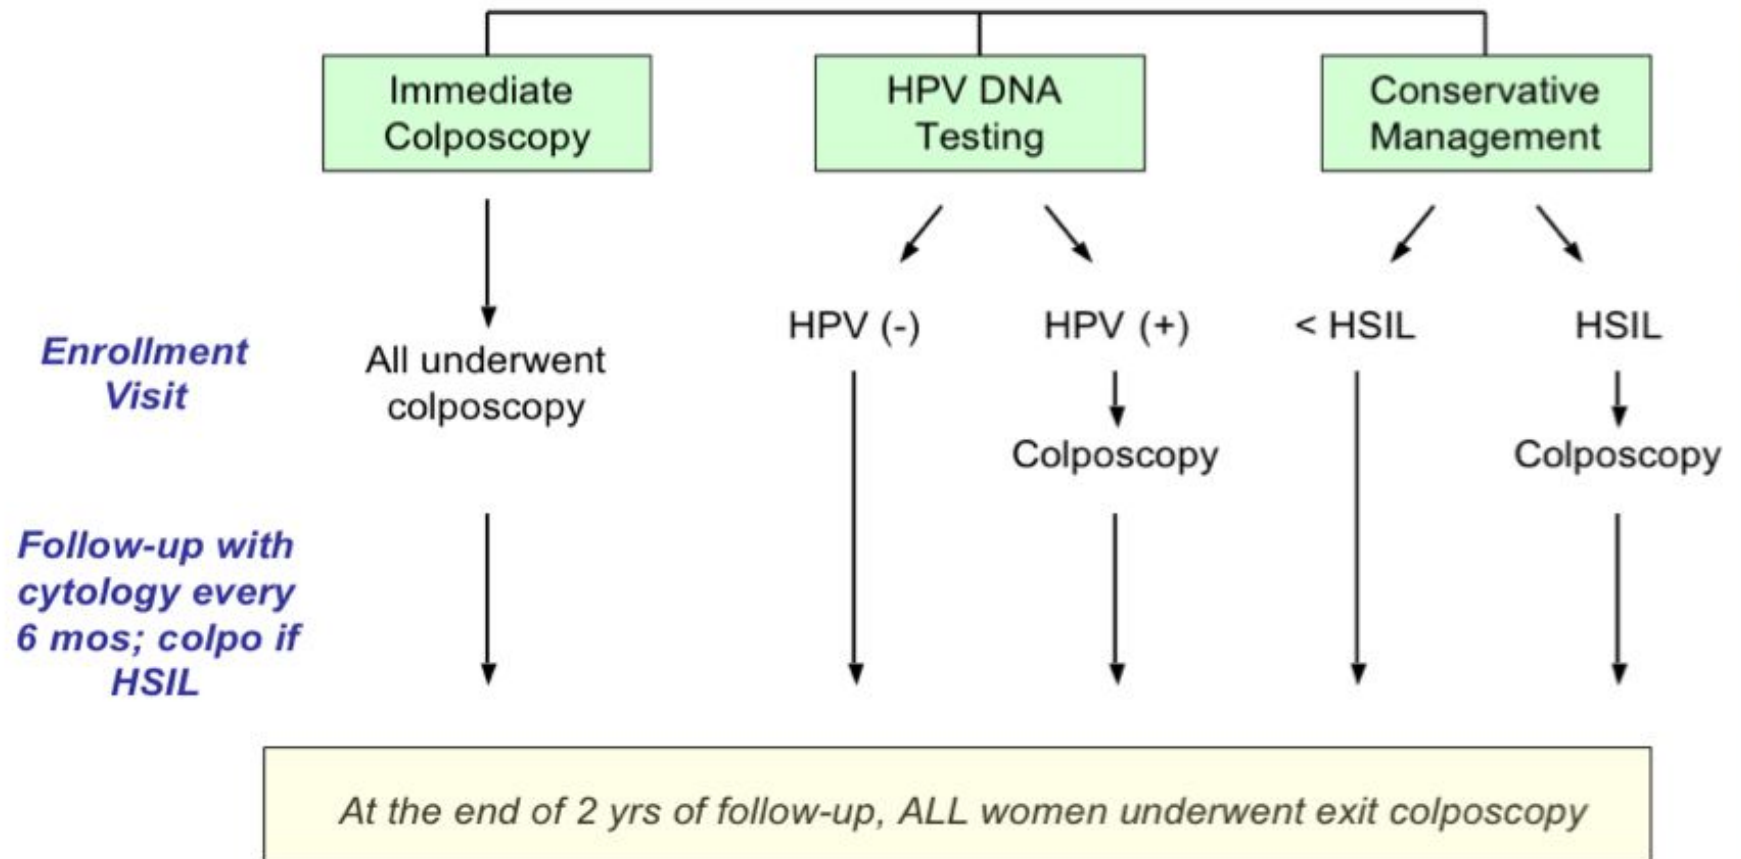 Immediate
Colposcopy
HPV DNA
Testing
Conservative
Management
Enrollment
Visit
All underwent
colposcopy
HPV (-)
HPV (+)
< HSIL
HSIL
Colposcopy
Colposcopy
Follow-up with
cytology every
6 mos; colpo if
HSIL
At the end of 2 yrs of follow-up, ALL women underwent exit colposcopy